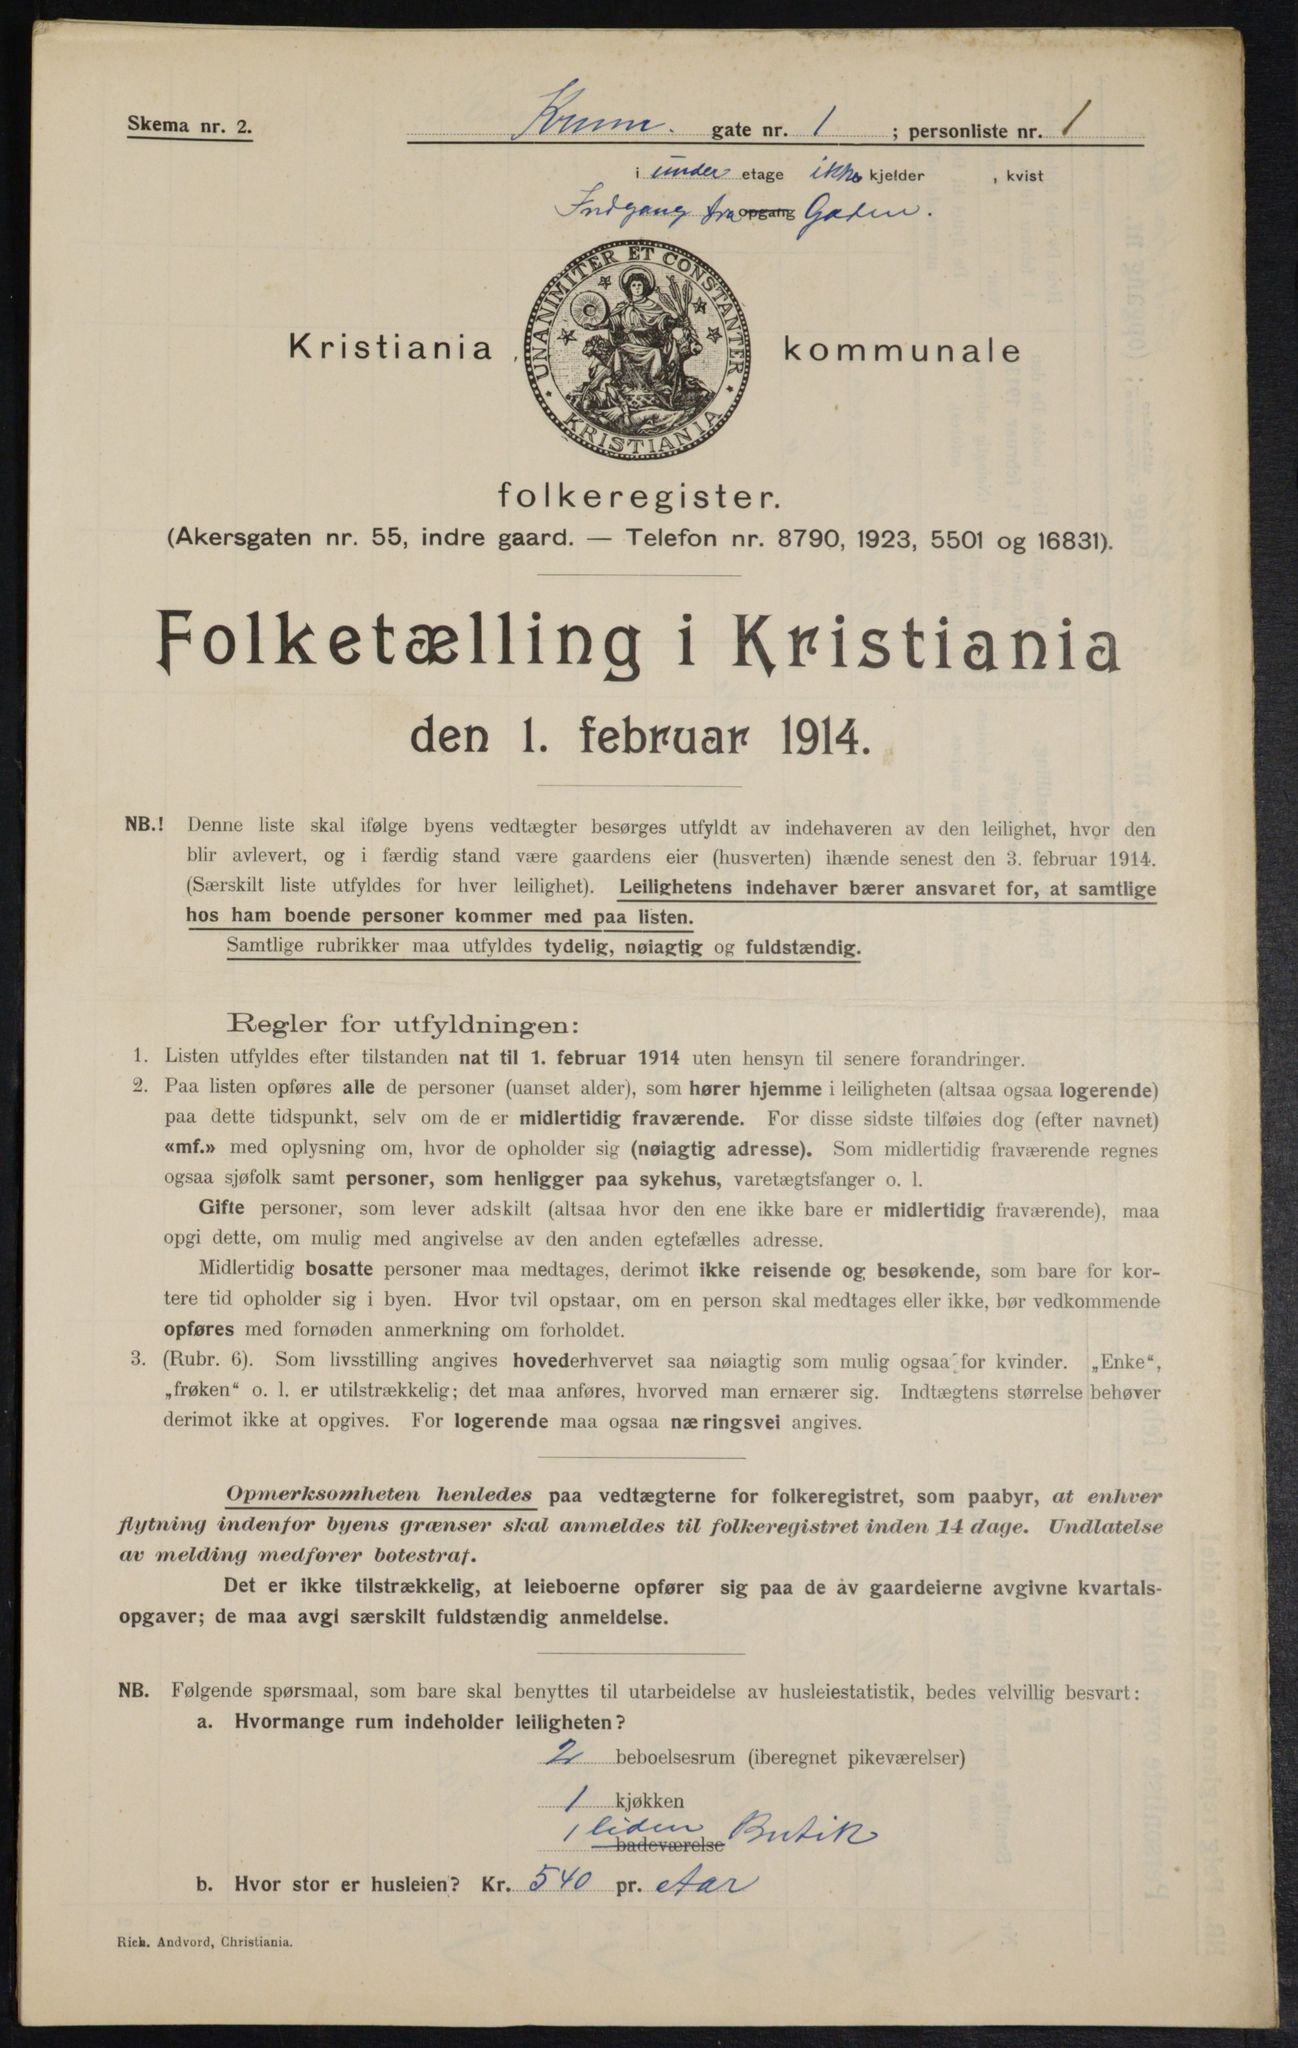 Skema nr. 2.
Krum. gate nr. 1 ; personliste nr. 1
i under etage ikke kjelder , kvist
Indgang fra opgang Gaden.
UNANIMITER ET CONSTANTER
KRISTIANIA
Kristiania kommunale
folkeregister.
(Akersgaten nr. 55, indre gaard. — Telefon nr. 8790, 1923, 5501 og 16831).
Folketælling i Kristiania
den 1. februar 1914.
NB.! Denne liste skal ifølge byens vedtægter besørges utfyldt av indehaveren av den leilighet, hvor den
blir avlevert, og i færdig stand være gaardens eier (husverten) ihænde senest den 3. februar 1914.
(Særskilt liste utfyldes for hver leilighet). Leilighetens indehaver bærer ansvaret for, at samtlige
hos ham boende personer kommer med paa listen.
Samtlige rubrikker maa utfyldes tydelig, nøiagtig og fuldstændig.
Regler for utfyldningen:
1. Listen utfyldes efter tilstanden nat til 1. februar 1914 uten hensyn til senere forandringer.
2. Paa listen opføres alle de personer (uanset alder), som hører hjemme i leiligheten (altsaa ogsaa logerende)
paa dette tidspunkt, selv om de er midlertidig fraværende. For disse sidste tilføies dog (efter navnet)
«mf.» med oplysning om, hvor de opholder sig (nøiagtig adresse). Som midlertidig fraværende regnes
ogsaa sjøfolk samt personer, som henligger paa sykehus, varetægtsfanger o. l.
Gifte personer, som lever adskilt (altsaa hvor den ene ikke bare er midlertidig fraværende), maa
opgi dette, om mulig med angivelse av den anden egtefælles adresse.
Midlertidig bosatte personer maa medtages, derimot ikke reisende og besøkende, som bare for kor-
tere tid opholder sig i byen. Hvor tvil opstaar, om en person skal medtages eller ikke, bør vedkommende
opføres med fornøden anmerkning om forholdet.
3. (Rubr. 6). Som livsstilling angives hovederhvervet saa nøiagtig som mulig ogsaa for kvinder. „Enke“,
„frøken“ o. l. er utilstrækkelig; det maa anføres, hvorved man ernærer sig. Indtægtens størrelse behøver
derimot ikke at opgives. For logerende maa ogsaa næringsvei angives.
Opmerksomheten henledes paa vedtægterne for folkeregistret, som paabyr, at enhver
flytning indenfor byens grænser skal anmeldes til folkeregistret inden 14 dage. Undlatelse
av melding medfører bøtestraf.
Det er ikke tilstrækkelig, at leieboerne opfører sig paa de av gaardeierne avgivne kvartals-
opgaver; de maa avgi særskilt fuldstændig anmeldelse.
NB. Følgende spørsmaal, som bare skal benyttes til utarbeidelse av husleiestatistik, bedes velvillig besvart:
a. Hvormange rum indeholder leiligheten?
2 beboelsesrum (iberegnet pikeværelser)
1 kjøkken
1 liden badeværelse Butik
b. Hvor stor er husleien? Kr. 540 pr. Aar
Rich. Andvord, Christiania.